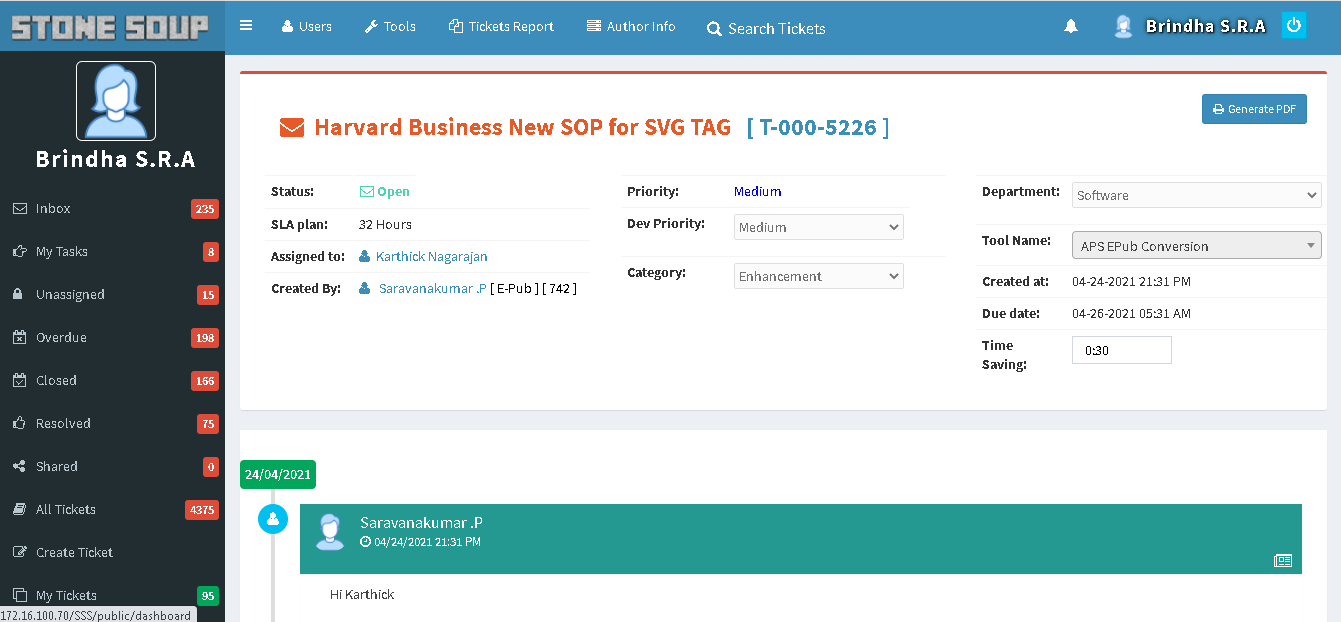 STONE SOUP
Users
Tools
Tickets Report
Author Info
Search Tickets
Brindha S.R.A
Brindha S.R.A
Inbox 235
My Tasks 8
Unassigned 15
Overdue 198
Closed 166
Resolved 75
Shared 0
All Tickets 4375
Create Ticket
My Tickets 95
172.16.100.70/SSS/public/dashboard
Generate PDF
Harvard Business New SOP for SVG TAG [ T-000-5226 ]
Status: Open
SLA plan: 32 Hours
Assigned to: Karthick Nagarajan
Created By: Saravanakumar .P [ E-Pub ] [ 742 ]
Priority: Medium
Dev Priority: Medium
Category: Enhancement
Department: Software
Tool Name: APS EPub Conversion
Created at: 04-24-2021 21:31 PM
Due date: 04-26-2021 05:31 AM
Time
Saving: 0:30
24/04/2021
Saravanakumar .P
04/24/2021 21:31 PM
Hi Karthick